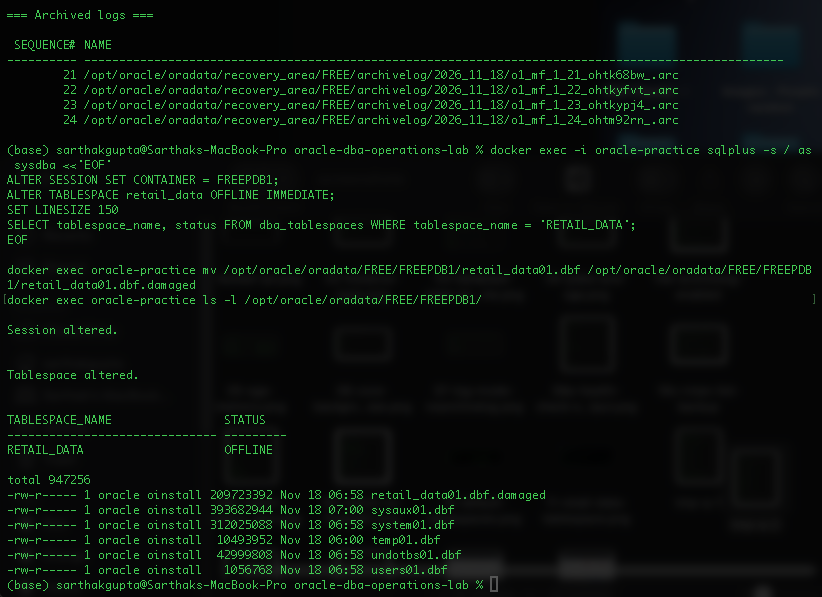 === Archived logs ===
SEQUENCE# NAME
---------- --------------------------------------------------------------------------------------------
21 /opt/oracle/oradata/recovery_area/FREE/archivelog/2026_11_18/o1_mf_1_21_ohtk68bw_.arc
22 /opt/oracle/oradata/recovery_area/FREE/archivelog/2026_11_18/o1_mf_1_22_ohtkyfvt_.arc
23 /opt/oracle/oradata/recovery_area/FREE/archivelog/2026_11_18/o1_mf_1_23_ohtkypj4_.arc
24 /opt/oracle/oradata/recovery_area/FREE/archivelog/2026_11_18/o1_mf_1_24_ohtm92rn_.arc
(base) sarthakgupta@Sarthaks-MacBook-Pro oracle-dba-operations-lab % docker exec -i oracle-practice sqlplus -s / as
sysdba <<'EOF'
ALTER SESSION SET CONTAINER = FREEPDB1;
ALTER TABLESPACE retail_data OFFLINE IMMEDIATE;
SET LINESIZE 150
SELECT tablespace_name, status FROM dba_tablespaces WHERE tablespace_name = 'RETAIL_DATA';
EOF
docker exec oracle-practice mv /opt/oracle/oradata/FREE/FREEPDB1/retail_data01.dbf /opt/oracle/oradata/FREE/FREEPDB
1/retail_data01.dbf.damaged
[docker exec oracle-practice ls -l /opt/oracle/oradata/FREE/FREEPDB1/ ]
Session altered.
Tablespace altered.
TABLESPACE_NAME STATUS
------------------------------ ---------
RETAIL_DATA OFFLINE
total 947256
-rw-r----- 1 oracle oinstall 209723392 Nov 18 06:58 retail_data01.dbf.damaged
-rw-r----- 1 oracle oinstall 393682944 Nov 18 07:00 sysaux01.dbf
-rw-r----- 1 oracle oinstall 312025088 Nov 18 06:58 system01.dbf
-rw-r----- 1 oracle oinstall 10493952 Nov 18 06:00 temp01.dbf
-rw-r----- 1 oracle oinstall 42999808 Nov 18 06:58 undotbs01.dbf
-rw-r----- 1 oracle oinstall 1056768 Nov 18 06:58 users01.dbf
(base) sarthakgupta@Sarthaks-MacBook-Pro oracle-dba-operations-lab %